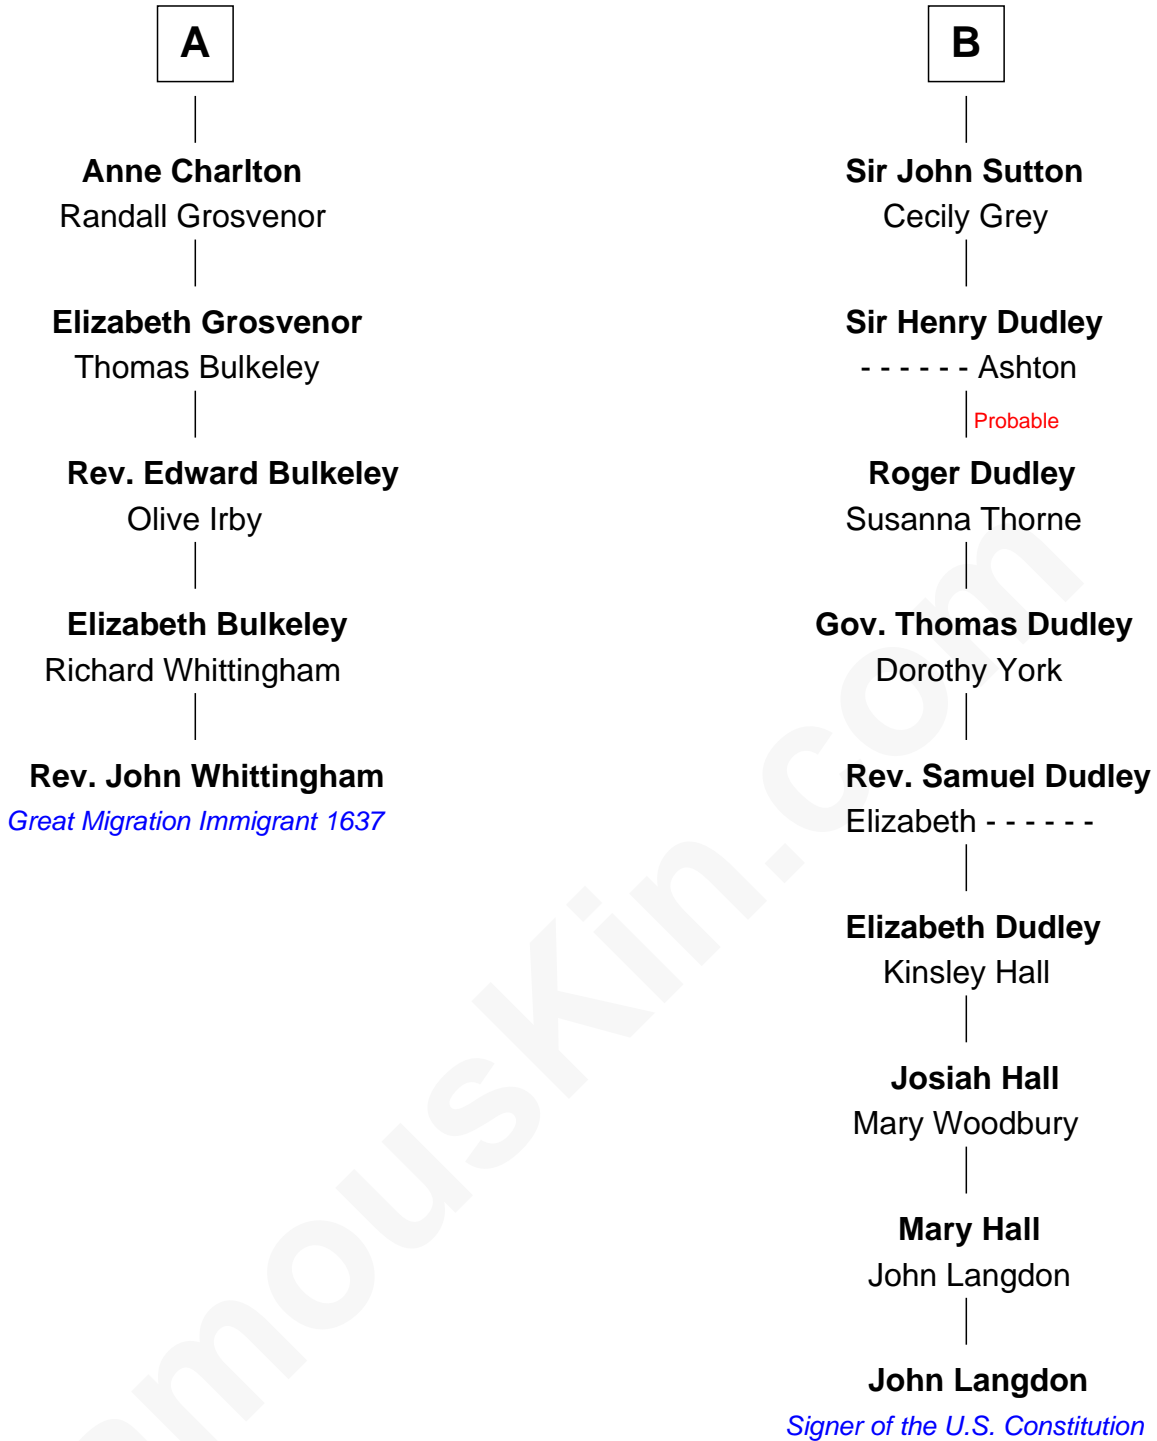 A
Anne Charlton
Randall Grosvenor
Elizabeth Grosvenor
Thomas Bulkeley
Rev. Edward Bulkeley
Olive Irby
Elizabeth Bulkeley
Richard Whittingham
Rev. John Whittingham
Great Migration Immigrant 1637
B
Sir John Sutton
Cecily Grey
Sir Henry Dudley
- - - - - - Ashton
Probable
Roger Dudley
Susanna Thorne
Gov. Thomas Dudley
Dorothy York
Rev. Samuel Dudley
Elizabeth - - - - - -
Elizabeth Dudley
Kinsley Hall
Josiah Hall
Mary Woodbury
Mary Hall
John Langdon
John Langdon
Signer of the U.S. Constitution
amouskin.com